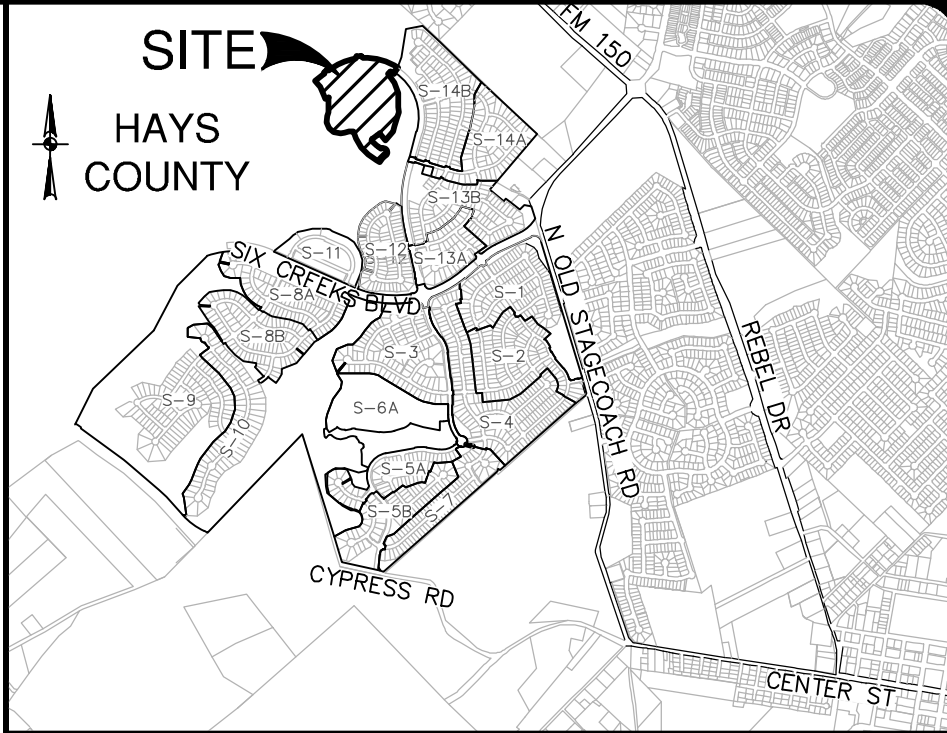 SITE
FM 150
HAYS
COUNTY
S-14B
S-14A
S-13B
S-12
S-11
S-13A
SIX CREEKS BLVD
N OLD STAGECOACH RD
S-8A
S-1
S-8B
S-3
S-2
REBEL DR
S-9
S-6A
S-10
S-4
S-5A
S-7
S-5B
CYPRESS RD
CENTER ST